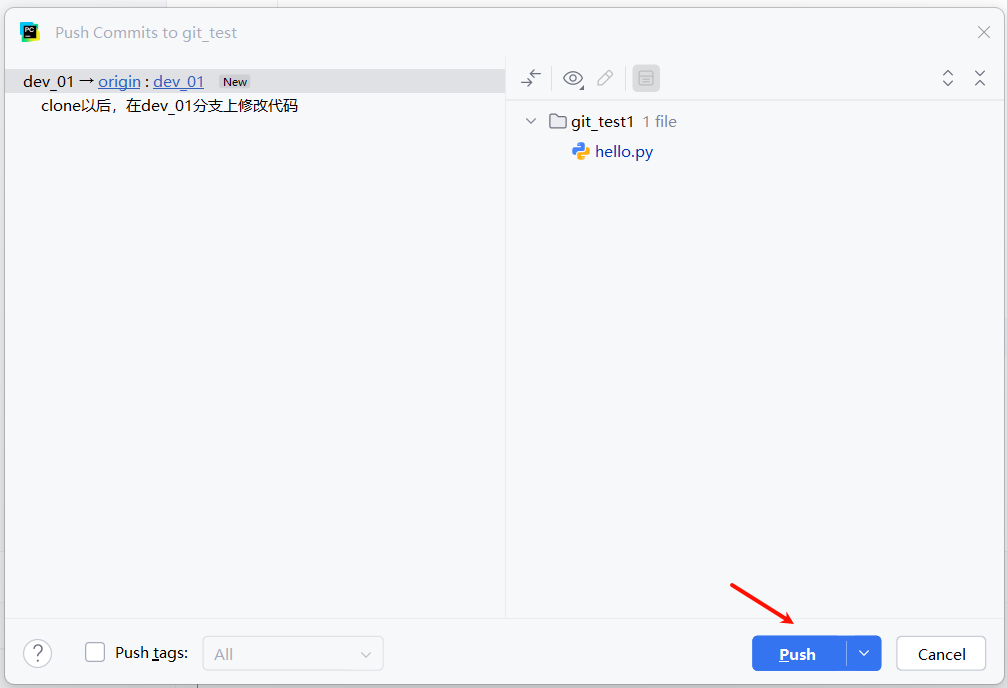 Push Commits to git_test
dev_01 → origin : dev_01 New
clone以后，在dev_01分支上修改代码
git_test1 1 file
hello.py
? Push tags: All
Push Cancel